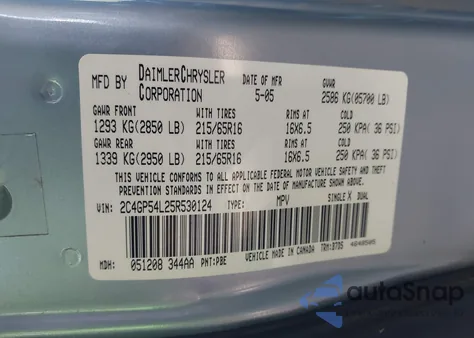 MFD BY DAIMLERCHRYSLER CORPORATION DATE OF MFR 5-05 GVWR 2586 KG(05700 LB)
GAWR FRONT WITH TIRES RIMS AT COLD
1293 KG(2850 LB) 215/65R16 16X6.5 250 KPA( 36 PSI)
GAWR REAR WITH TIRES RIMS AT COLD
1339 KG(2950 LB) 215/65R16 16X6.5 250 KPA( 36 PSI)
THIS VEHICLE CONFORMS TO ALL APPLICABLE FEDERAL MOTOR VEHICLE SAFETY AND
THEFT PREVENTION STANDARDS IN EFFECT ON THE DATE OF MANUFACTURE SHOWN ABOVE.
VIN: 2C4GP54L25R530124 TYPE: MPV SINGLE X DUAL
VEHICLE MADE IN CANADA
MDH: 051208 344AA PNT:PBE TRM:B7D5
autoSnap